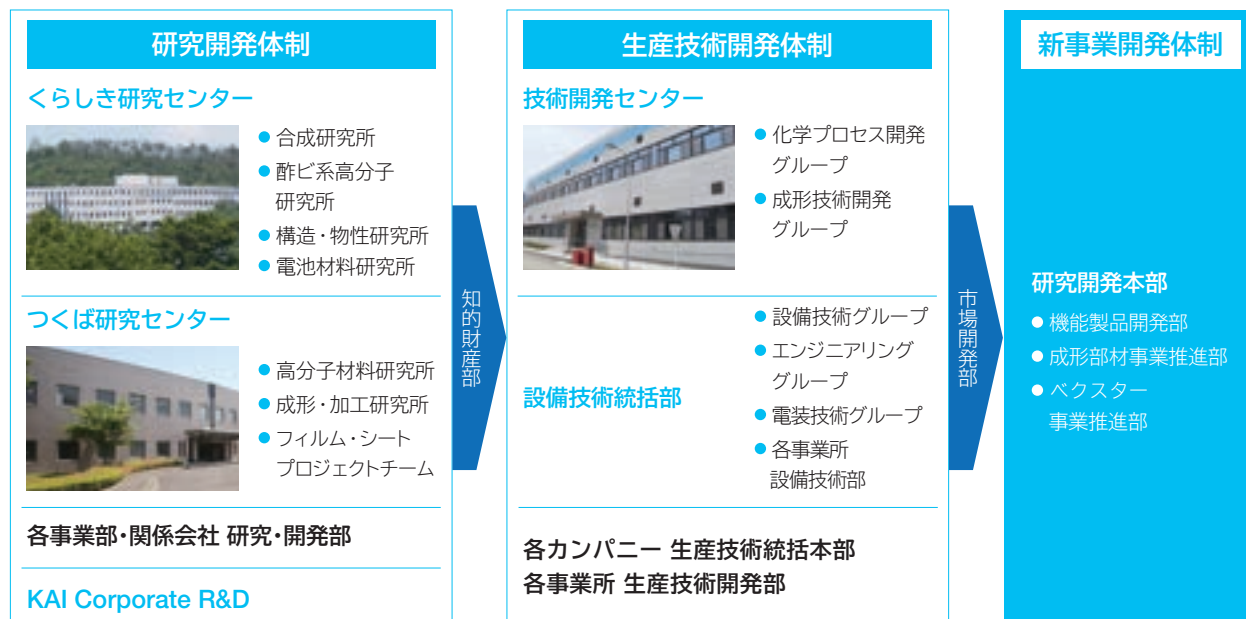 研究開発体制
くらしき研究センター
● 合成研究所
● 酢ビ系高分子
研究所
● 構造・物性研究所
● 電池材料研究所
つくば研究センター
● 高分子材料研究所
● 成形・加工研究所
● フィルム・シート
プロジェクトチーム
各事業部・関係会社 研究・開発部
KAI Corporate R&D
知的財産部
生産技術開発体制
技術開発センター
● 化学プロセス開発
グループ
● 成形技術開発
グループ
設備技術統括部
● 設備技術グループ
● エンジニアリング
グループ
● 電装技術グループ
● 各事業所
設備技術部
各カンパニー 生産技術統括本部
各事業所 生産技術開発部
市場開発部
新事業開発体制
研究開発本部
● 機能製品開発部
● 成形部材事業推進部
● ベクスター
事業推進部